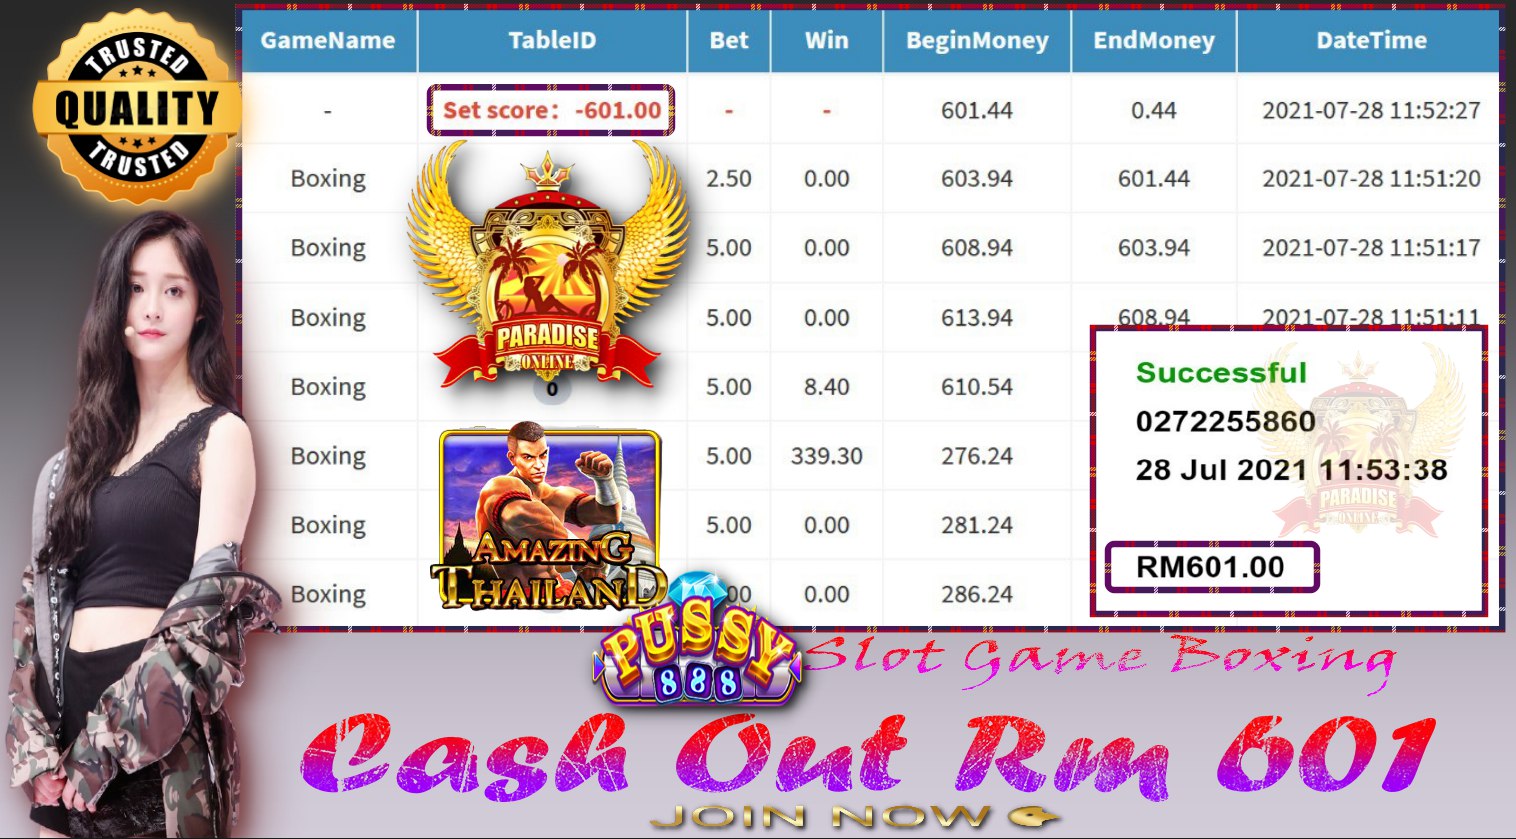 TRUSTED
QUALITY
TRUSTED
GameName TableID Bet Win BeginMoney EndMoney DateTime
- Set score: -601.00 - - 601.44 0.44 2021-07-28 11:52:27
Boxing 2.50 0.00 603.94 601.44 2021-07-28 11:51:20
Boxing 5.00 0.00 608.94 603.94 2021-07-28 11:51:17
Boxing 5.00 0.00 613.94 608.94 2021-07-28 11:51:11
Boxing 0 5.00 8.40 610.54
Boxing 5.00 339.30 276.24
Boxing 5.00 0.00 281.24
Boxing 00 0.00 286.24
PARADISE
ONLINE
AMAZING
THAILAND
Successful
0272255860
28 Jul 2021 11:53:38
RM601.00
PARADISE
ONLINE
PUSSY
888
Slot Game Boxing
Cash Out Rm 601
JOIN NOW